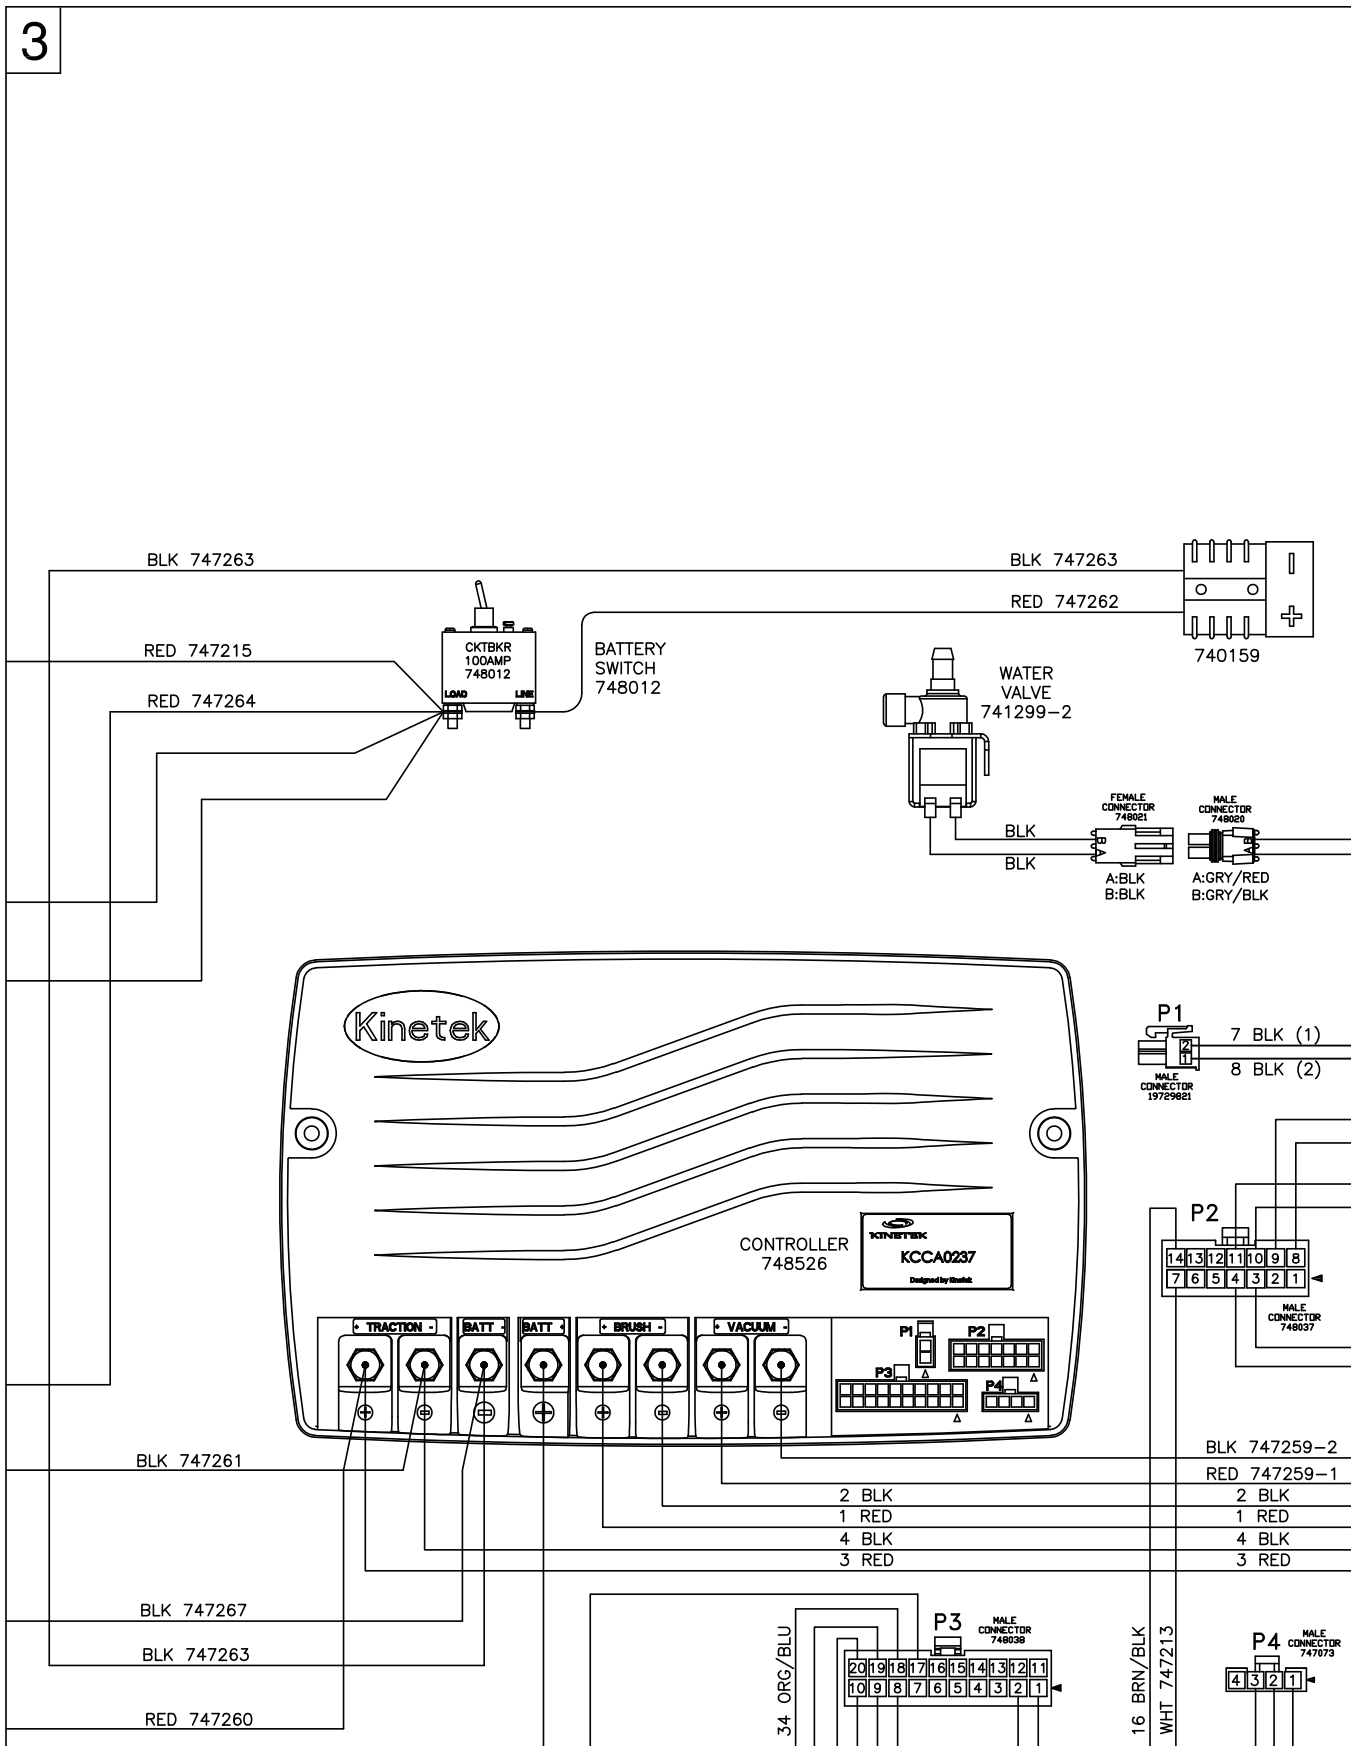 3
BLK 747263
BLK 747263
RED 747262
740159
RED 747215
RED 747264
CKTBKR
100AMP
748012
LOAD
LINE
BATTERY
SWITCH
748012
WATER
VALVE
741299-2
BLK
BLK
FEMALE
CONNECTOR
748021
B
A
A:BLK
B:BLK
MALE
CONNECTOR
748020
B
A
A:GRY/RED
B:GRY/BLK
Kinetek
P1
2
1
7 BLK (1)
8 BLK (2)
MALE
CONNECTOR
19729821
P2
14 13 12 11 10 9 8
7 6 5 4 3 2 1
MALE
CONNECTOR
748037
CONTROLLER
748526
KINETEK
KCCA0237
Designed by Kinetek
+ TRACTION -
BATT -
BATT +
+ BRUSH -
+ VACUUM -
P1
P2
P3
P4
BLK 747261
BLK 747259-2
RED 747259-1
2 BLK
2 BLK
1 RED
1 RED
4 BLK
4 BLK
3 RED
3 RED
BLK 747267
BLK 747263
RED 747260
34 ORG/BLU
P3
MALE
CONNECTOR
748038
20 19 18 17 16 15 14 13 12 11
10 9 8 7 6 5 4 3 2 1
16 BRN/BLK
WHT 747213
P4
MALE
CONNECTOR
747073
4 3 2 1